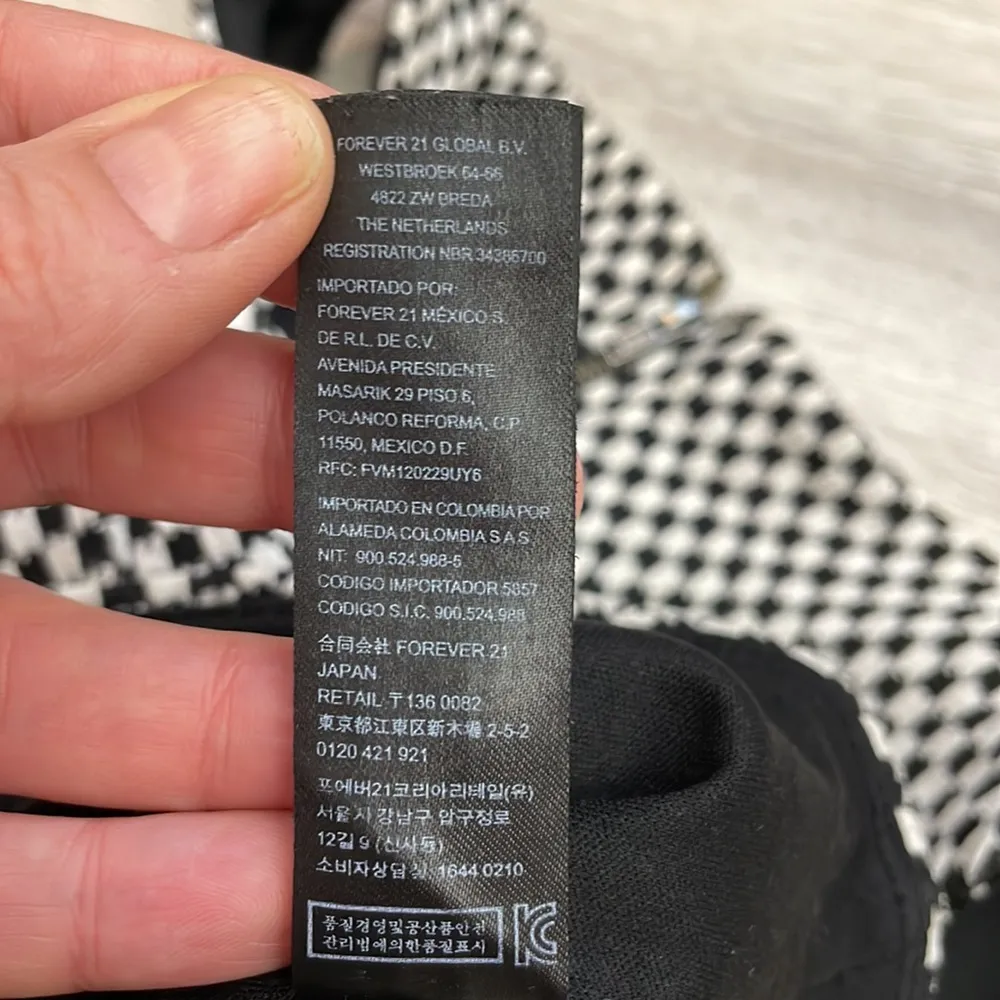 FOREVER 21 GLOBAL B.V.
WESTBROEK 64-66
4822 ZW BREDA
THE NETHERLANDS
REGISTRATION NBR 34386700
IMPORTADO POR:
FOREVER 21 MÉXICO S.
DE R.L. DE C.V.
AVENIDA PRESIDENTE
MASARIK 29 PISO 6,
POLANCO REFORMA, C.P
11550, MEXICO D.F.
RFC: FVM120229UY6
IMPORTADO EN COLOMBIA POR
ALAMEDA COLOMBIA S A S
NIT: 900.524.988-5
CODIGO IMPORTADOR 5857
CODIGO S.I.C. 900.524.988
合同会社 FOREVER 21
JAPAN
RETAIL 〒136 0082
東京都江東区新木場 2-5-2
0120 421 921
포에버21코리아리테일(유)
서울시 강남구 압구정로
12길 9 (신사동)
소비자상담실 1644 0210
품질경영및공산품안전
관리법에의한품질표시